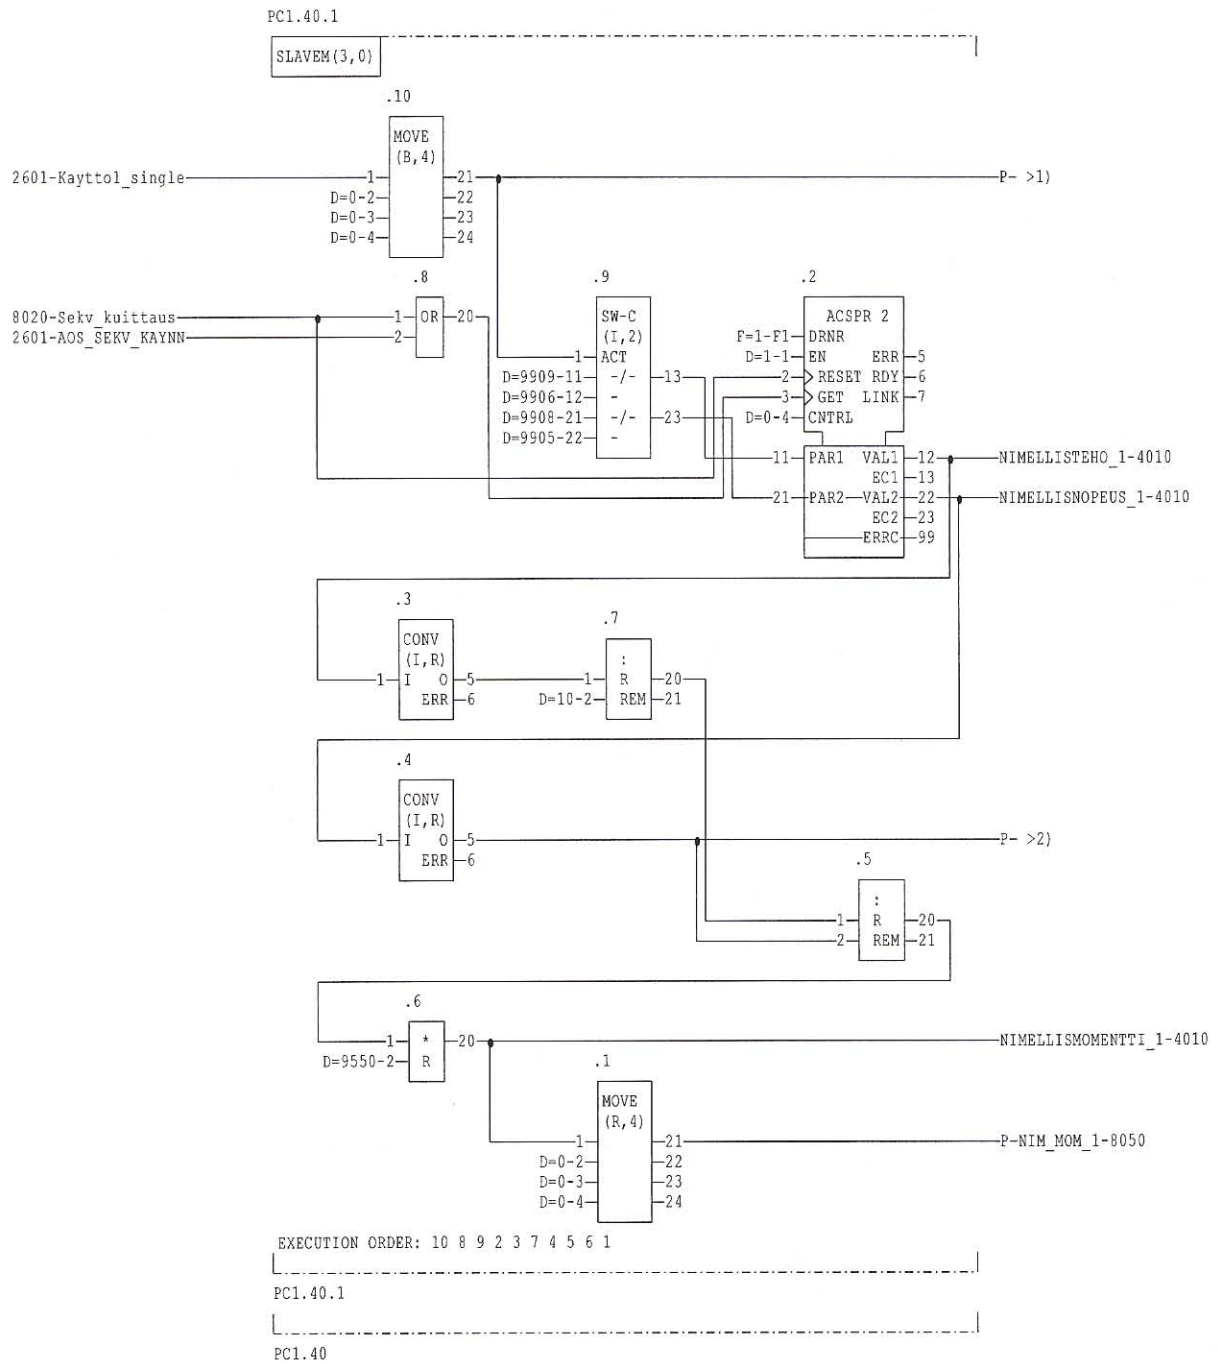 PC1.40.1
SLAVEM(3,0)
.10
MOVE
(B,4)
2601-Kayttol_single 1 21 P- >1)
D=0-2 22
D=0-3 23
D=0-4 24
.8 .9 .2
8020-Sekv_kuittaus 1 OR 20 SW-C ACSPR 2
2601-AOS_SEKV_KAYNN 2 (I,2) F=1-F1 DRNR
1 ACT D=1-1 EN ERR 5
D=9909-11 -/- 13 2 RESET RDY 6
D=9906-12 - 3 GET LINK 7
D=9908-21 -/- 23 D=0-4 CNTRL
D=9905-22 -
11 PAR1 VAL1 12 NIMELLISTEHO_1-4010
EC1 13
21 PAR2 VAL2 22 NIMELLISNOPEUS_1-4010
EC2 23
ERRC 99
.3 .7
CONV
(I,R) :
1 I O 5 1 R 20
ERR 6 D=10-2 REM 21
.4
CONV
(I,R)
1 I O 5 P- >2)
ERR 6 .5
:
1 R 20
2 REM 21
.6
1 * 20 NIMELLISMOMENTTI_1-4010
D=9550-2 R
.1
MOVE
(R,4)
1 21 P-NIM_MOM_1-8050
D=0-2 22
D=0-3 23
D=0-4 24
EXECUTION ORDER: 10 8 9 2 3 7 4 5 6 1
PC1.40.1
PC1.40